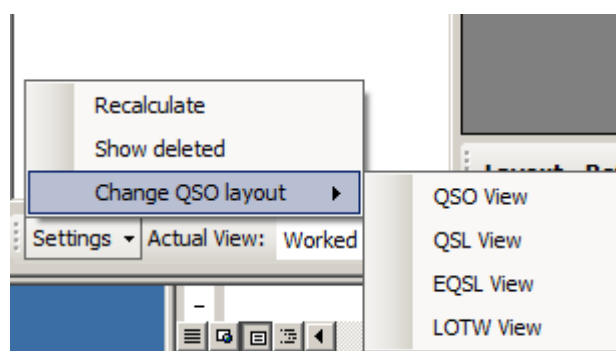 Recalculate
Show deleted
Change QSO layout
QSO View
Settings Actual View: Worked
QSL View
EQSL View
LOTW View